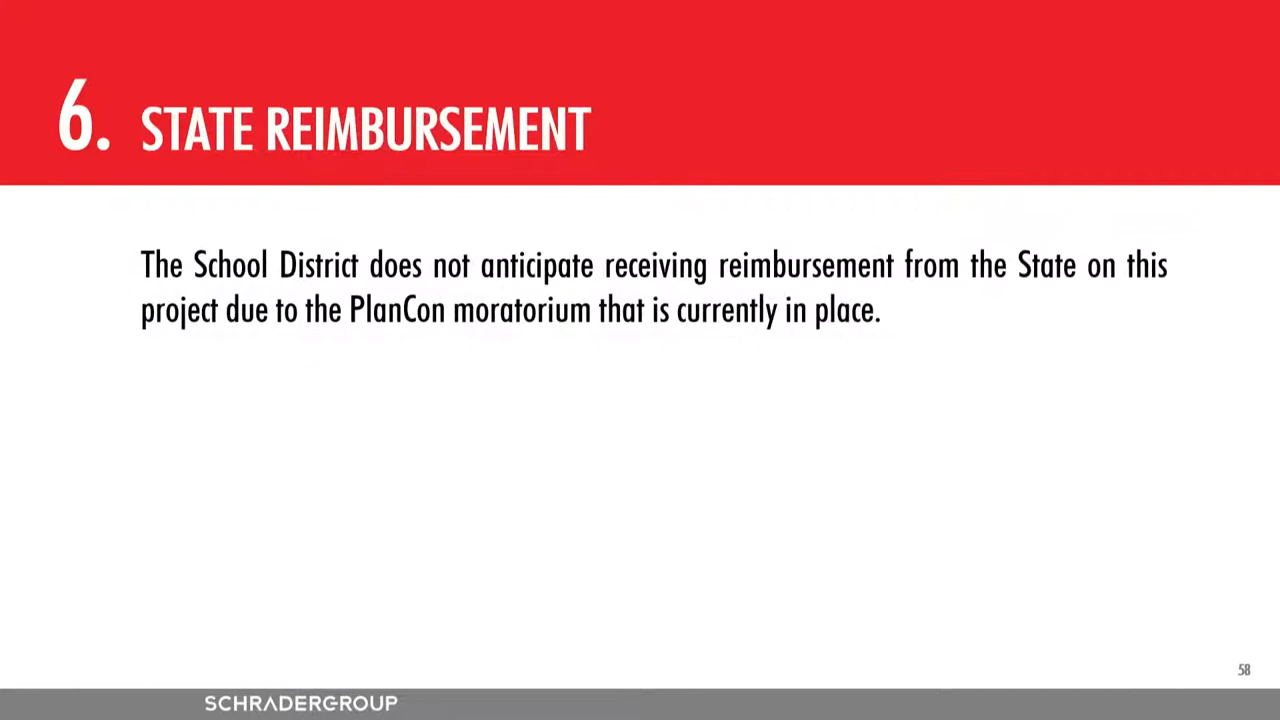 6. STATE REIMBURSEMENT
The School District does not anticipate receiving reimbursement from the State on this
project due to the PlanCon moratorium that is currently in place.
58
SCHRADERGROUP